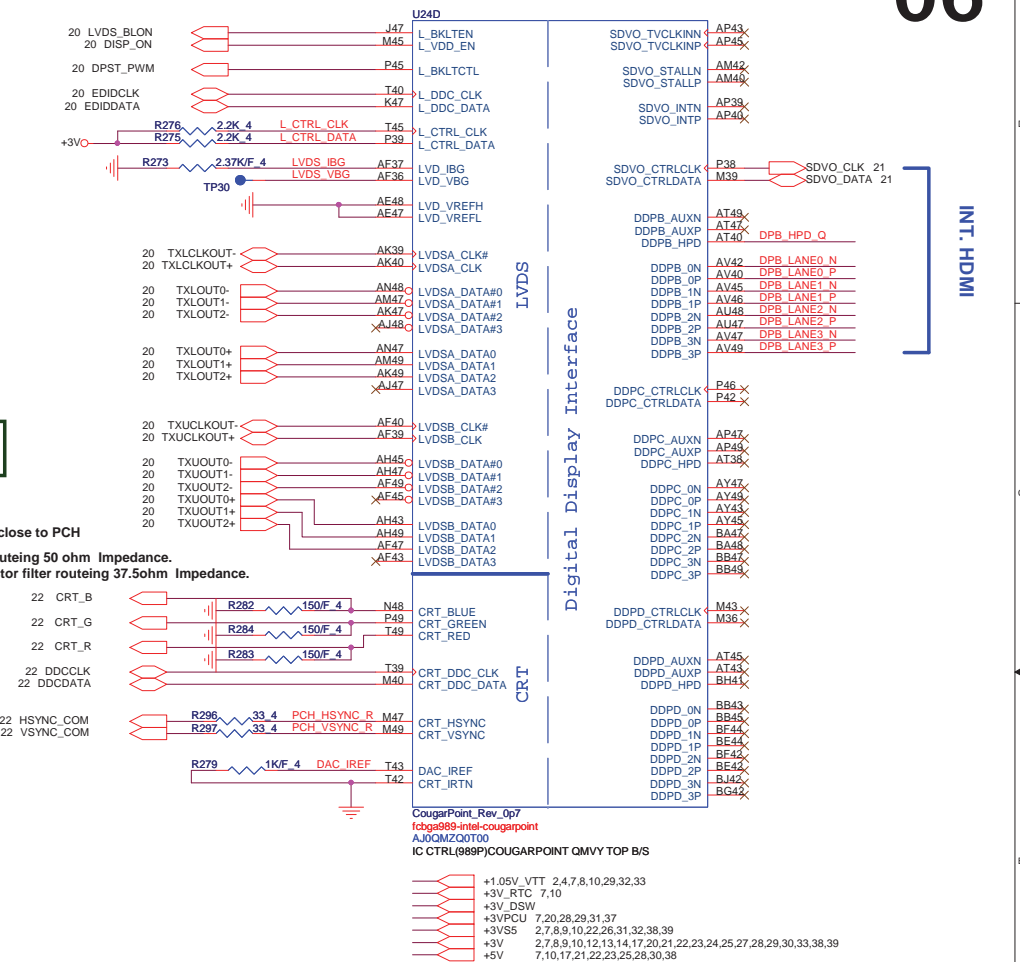 06
U24D
20 LVDS_BLON J47 L_BKLTEN SDVO_TVCLKINN AP43
20 DISP_ON M45 L_VDD_EN SDVO_TVCLKINP AP45
20 DPST_PWM P45 L_BKLTCTL SDVO_STALLN AM42
SDVO_STALLP AM40
20 EDIDCLK T40 L_DDC_CLK
20 EDIDDATA K47 L_DDC_DATA SDVO_INTN AP39
SDVO_INTP AP40
R276 2.2K_4 L_CTRL_CLK T45 L_CTRL_CLK
+3V R275 2.2K_4 L_CTRL_DATA P39 L_CTRL_DATA
R273 2.37K/F_4 LVDS_IBG AF37 LVD_IBG SDVO_CTRLCLK P38 SDVO_CLK 21
TP30 LVDS_VBG AF36 LVD_VBG SDVO_CTRLDATA M39 SDVO_DATA 21
AE48 LVD_VREFH
AE47 LVD_VREFL DDPB_AUXN AT49
DDPB_AUXP AT47
DDPB_HPD AT40 DPB_HPD_Q
INT. HDMI
20 TXLCLKOUT- AK39 LVDSA_CLK# DDPB_0N AV42 DPB_LANE0_N
20 TXLCLKOUT+ AK40 LVDSA_CLK DDPB_0P AV40 DPB_LANE0_P
LVDS
20 TXLOUT0- AN48 LVDSA_DATA#0 DDPB_1N AV45 DPB_LANE1_N
20 TXLOUT1- AM47 LVDSA_DATA#1 DDPB_1P AV46 DPB_LANE1_P
20 TXLOUT2- AK47 LVDSA_DATA#2 DDPB_2N AU48 DPB_LANE2_N
AJ48 LVDSA_DATA#3 DDPB_2P AU47 DPB_LANE2_P
DDPB_3N AV47 DPB_LANE3_N
20 TXLOUT0+ AN47 LVDSA_DATA0 DDPB_3P AV49 DPB_LANE3_P
20 TXLOUT1+ AM49 LVDSA_DATA1
20 TXLOUT2+ AK49 LVDSA_DATA2
AJ47 LVDSA_DATA3 DDPC_CTRLCLK P46
DDPC_CTRLDATA P42
Digital Display Interface
20 TXUCLKOUT- AF40 LVDSB_CLK#
20 TXUCLKOUT+ AF39 LVDSB_CLK DDPC_AUXN AP47
DDPC_AUXP AP49
20 TXUOUT0- AH45 LVDSB_DATA#0 DDPC_HPD AT38
20 TXUOUT1- AH47 LVDSB_DATA#1
20 TXUOUT2- AF49 LVDSB_DATA#2 DDPC_0N AY47
20 TXUOUT0+ AF45 LVDSB_DATA#3 DDPC_0P AY49
20 TXUOUT1+ DDPC_1N AY43
20 TXUOUT2+ AH43 LVDSB_DATA0 DDPC_1P AY45
close to PCH AH49 LVDSB_DATA1 DDPC_2N BA47
AF47 LVDSB_DATA2 DDPC_2P BA48
uteing 50 ohm Impedance. AF43 LVDSB_DATA3 DDPC_3N BB47
tor filter routeing 37.5ohm Impedance. DDPC_3P BB49
22 CRT_B R282 150/F_4 N48 CRT_BLUE DDPD_CTRLCLK M43
22 CRT_G R284 150/F_4 P49 CRT_GREEN DDPD_CTRLDATA M36
22 CRT_R R283 150/F_4 T49 CRT_RED
CRT
22 DDCCLK T39 CRT_DDC_CLK DDPD_AUXN AT45
22 DDCDATA M40 CRT_DDC_DATA DDPD_AUXP AT43
DDPD_HPD BH41
22 HSYNC_COM R296 33_4 PCH_HSYNC_R M47 CRT_HSYNC DDPD_0N BB43
22 VSYNC_COM R297 33_4 PCH_VSYNC_R M49 CRT_VSYNC DDPD_0P BB45
DDPD_1N BF44
DDPD_1P BE44
DDPD_2N BF42
R279 1K/F_4 DAC_IREF T43 DAC_IREF DDPD_2P BE42
T42 CRT_IRTN DDPD_3N BJ42
DDPD_3P BG42
CougarPoint_Rev_0p7
fcbga989-intel-cougarpoint
AJ0QMZQ0T00
IC CTRL(989P)COUGARPOINT QMVY TOP B/S
+1.05V_VTT 2,4,7,8,10,29,32,33
+3V_RTC 7,10
+3V_DSW
+3VPCU 7,20,28,29,31,37
+3VS5 2,7,8,9,10,22,26,31,32,38,39
+3V 2,7,8,9,10,12,13,14,17,20,21,22,23,24,25,27,28,29,30,33,38,39
+5V 7,10,17,21,22,23,25,28,30,38